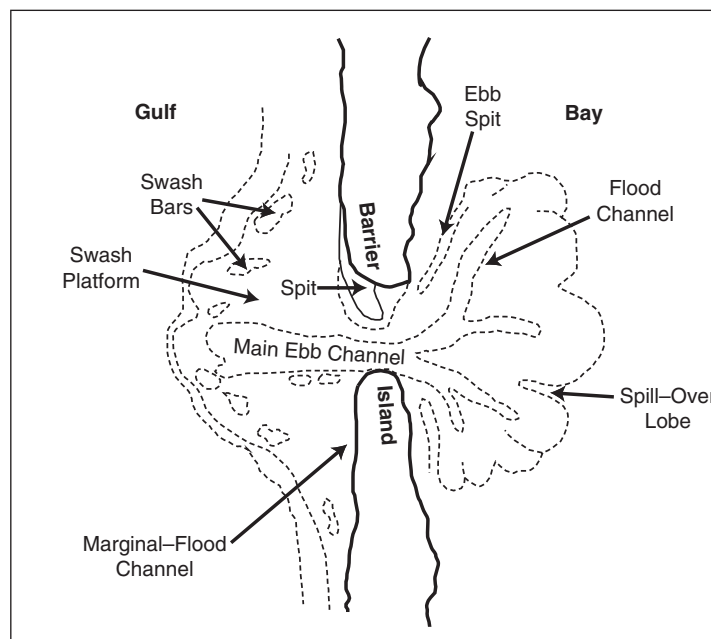 Gulf
Bay
Ebb
Spit
Flood
Channel
Swash
Bars
Swash
Platform
Barrier
Spit
Main Ebb Channel
Island
Spill–Over
Lobe
Marginal–Flood
Channel